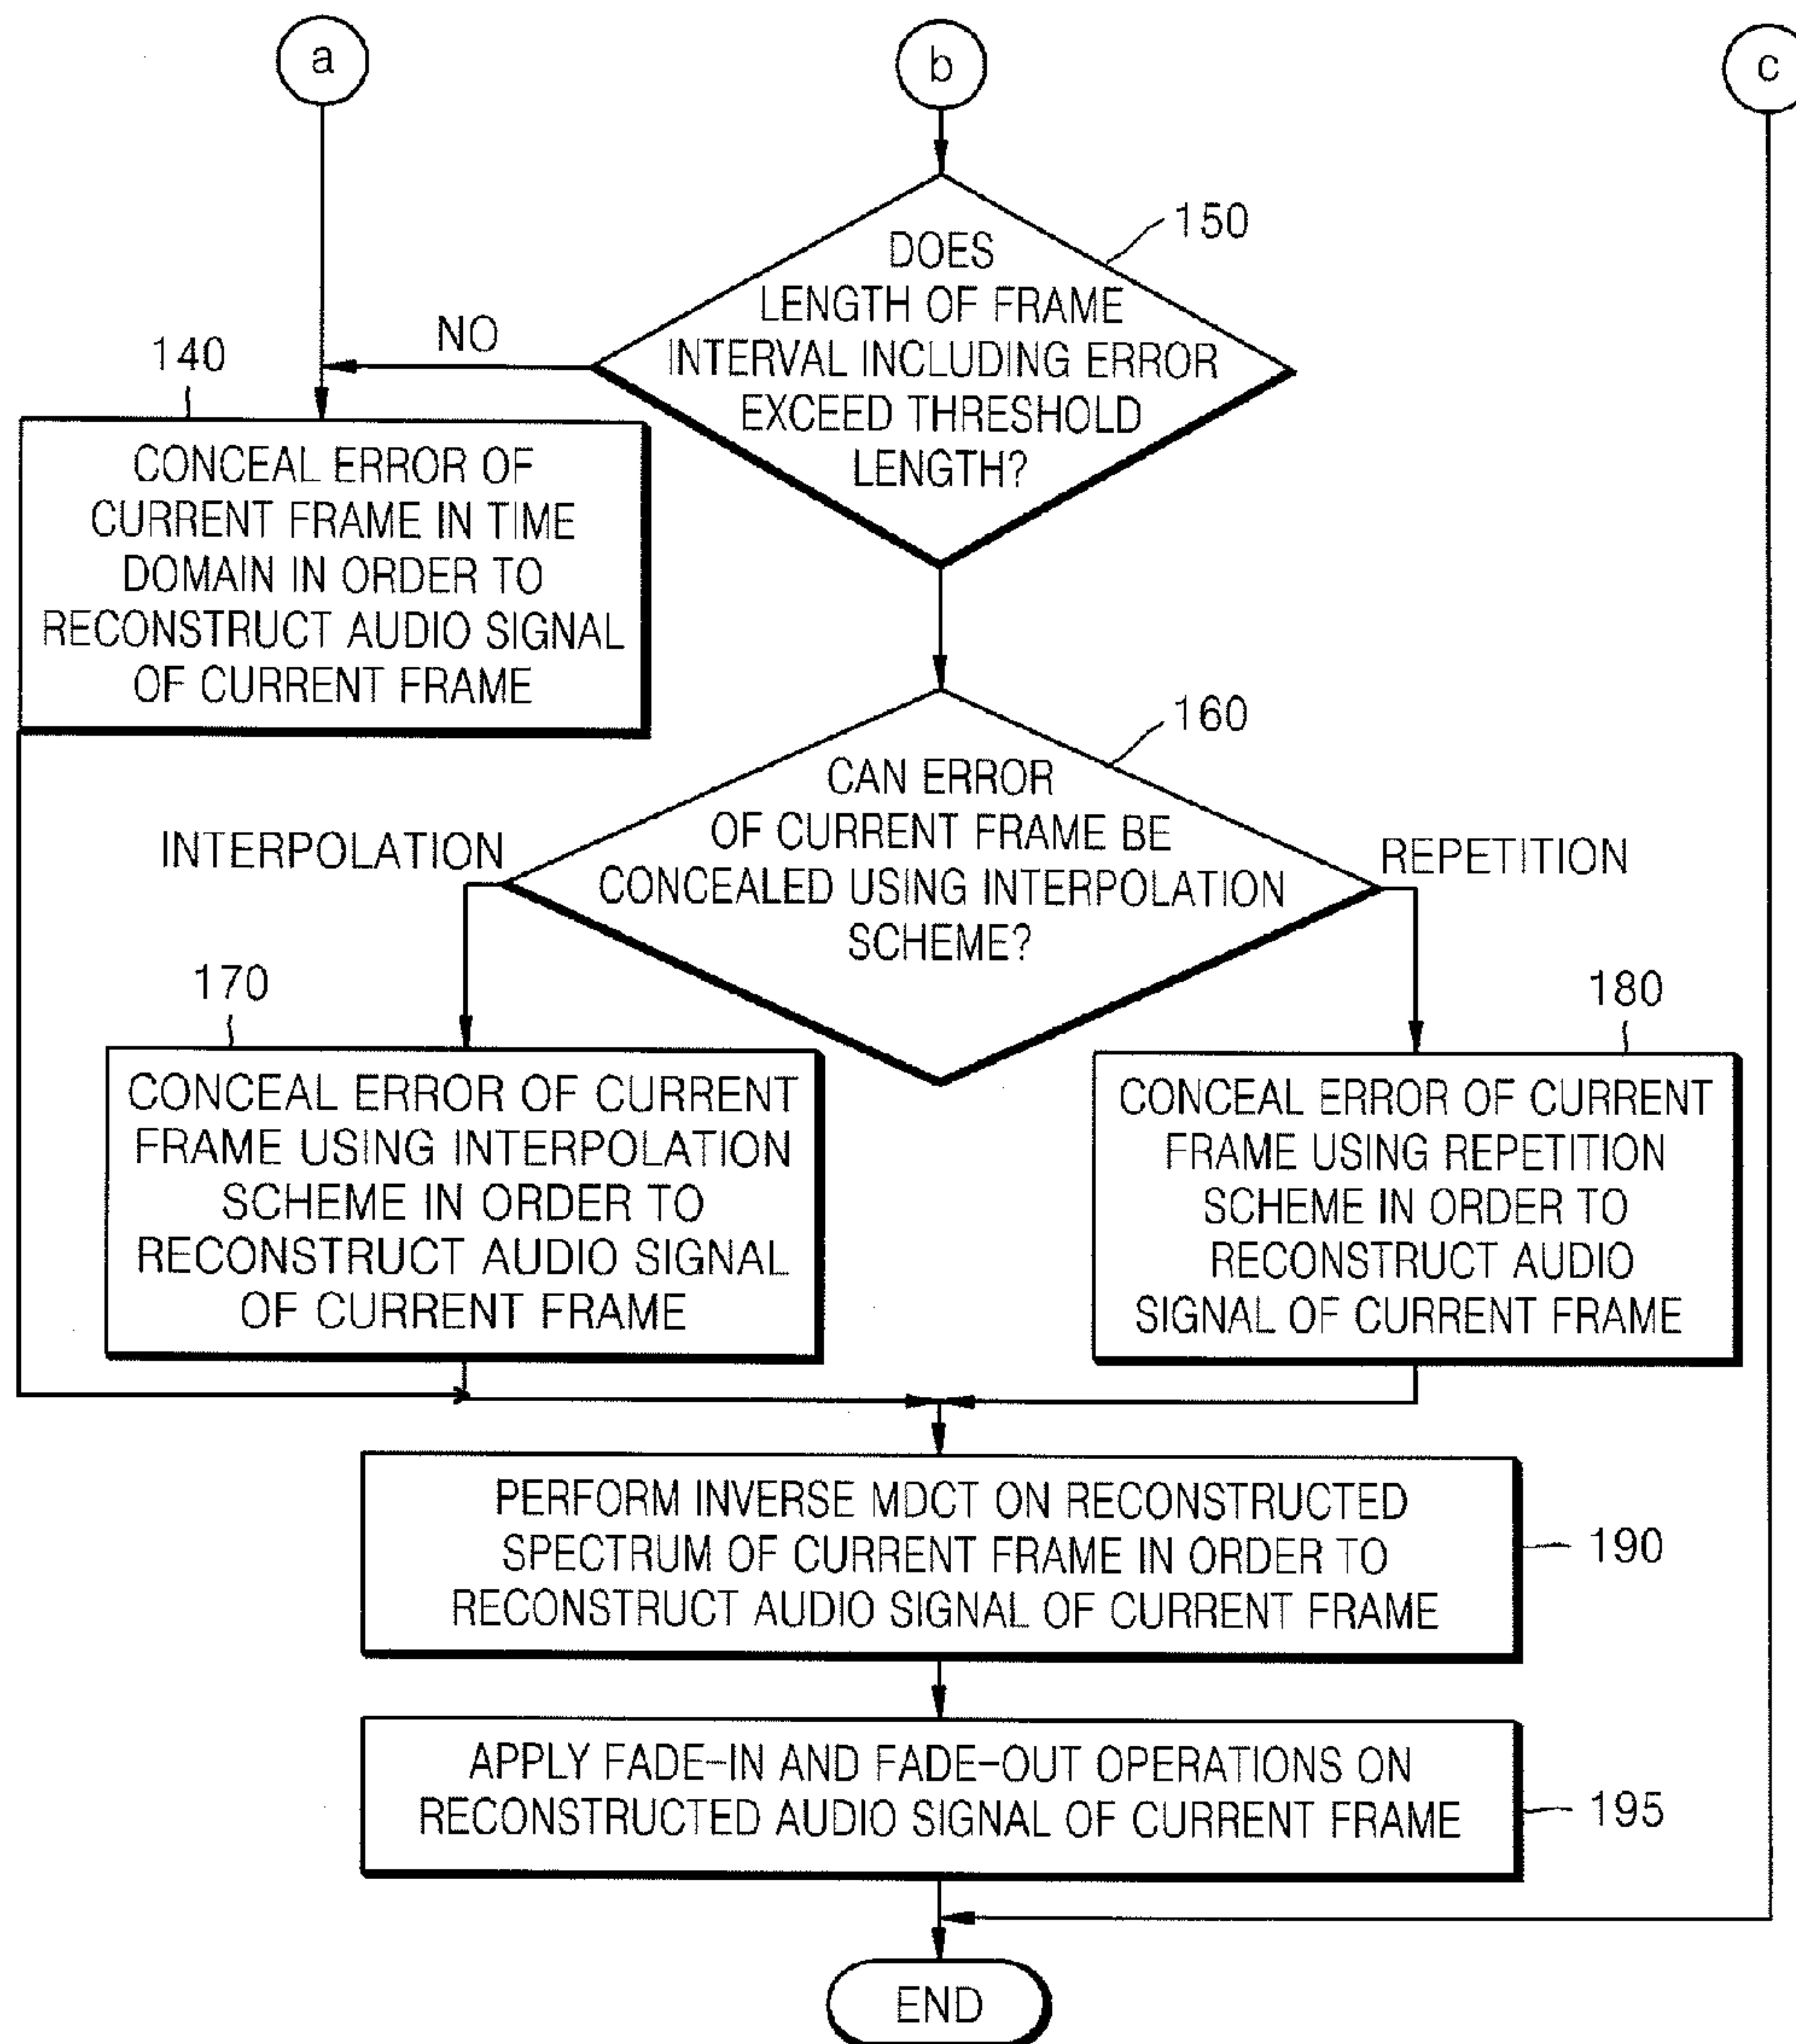 a
b
c
150
DOES
LENGTH OF FRAME
INTERVAL INCLUDING ERROR
EXCEED THRESHOLD
LENGTH?
NO
140
CONCEAL ERROR OF
CURRENT FRAME IN TIME
DOMAIN IN ORDER TO
RECONSTRUCT AUDIO SIGNAL
OF CURRENT FRAME
160
CAN ERROR
OF CURRENT FRAME BE
CONCEALED USING INTERPOLATION
SCHEME?
INTERPOLATION
REPETITION
170
CONCEAL ERROR OF CURRENT
FRAME USING INTERPOLATION
SCHEME IN ORDER TO
RECONSTRUCT AUDIO SIGNAL
OF CURRENT FRAME
180
CONCEAL ERROR OF CURRENT
FRAME USING REPETITION
SCHEME IN ORDER TO
RECONSTRUCT AUDIO
SIGNAL OF CURRENT FRAME
PERFORM INVERSE MDCT ON RECONSTRUCTED
SPECTRUM OF CURRENT FRAME IN ORDER TO
RECONSTRUCT AUDIO SIGNAL OF CURRENT FRAME
190
APPLY FADE-IN AND FADE-OUT OPERATIONS ON
RECONSTRUCTED AUDIO SIGNAL OF CURRENT FRAME
195
END